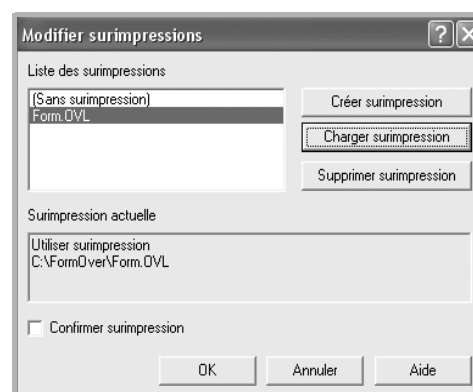 Modifier surimpressions
Liste des surimpressions
(Sans surimpression)
Form.OVL
Créer surimpression
Charger surimpression
Supprimer surimpression
Surimpression actuelle
Utiliser surimpression
C:\FormOver\Form.OVL
Confirmer surimpression
OK
Annuler
Aide